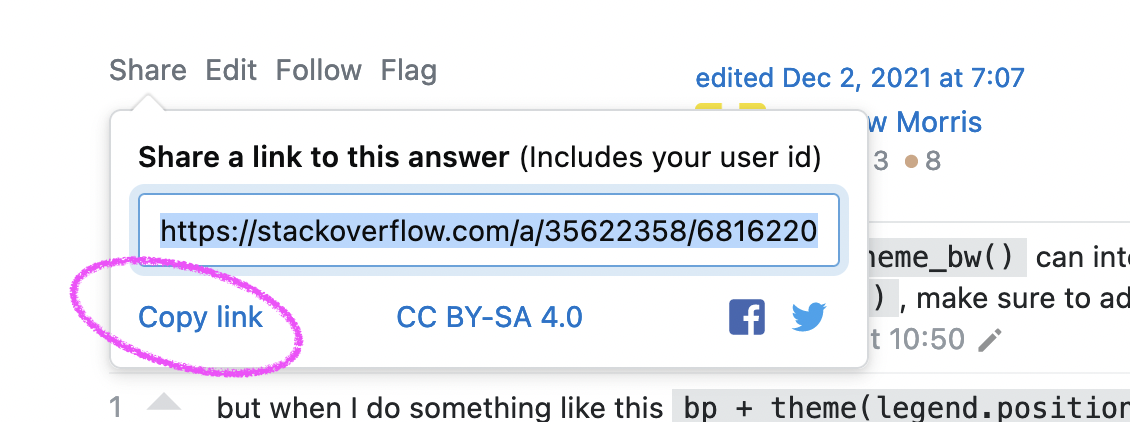 Share Edit Follow Flag
edited Dec 2, 2021 at 7:07
w Morris
3 8
Share a link to this answer (Includes your user id)
https://stackoverflow.com/a/35622358/6816220
Copy link CC BY-SA 4.0
heme_bw() can int
), make sure to ad
t 10:50
1 but when I do something like this bp + theme(legend.position